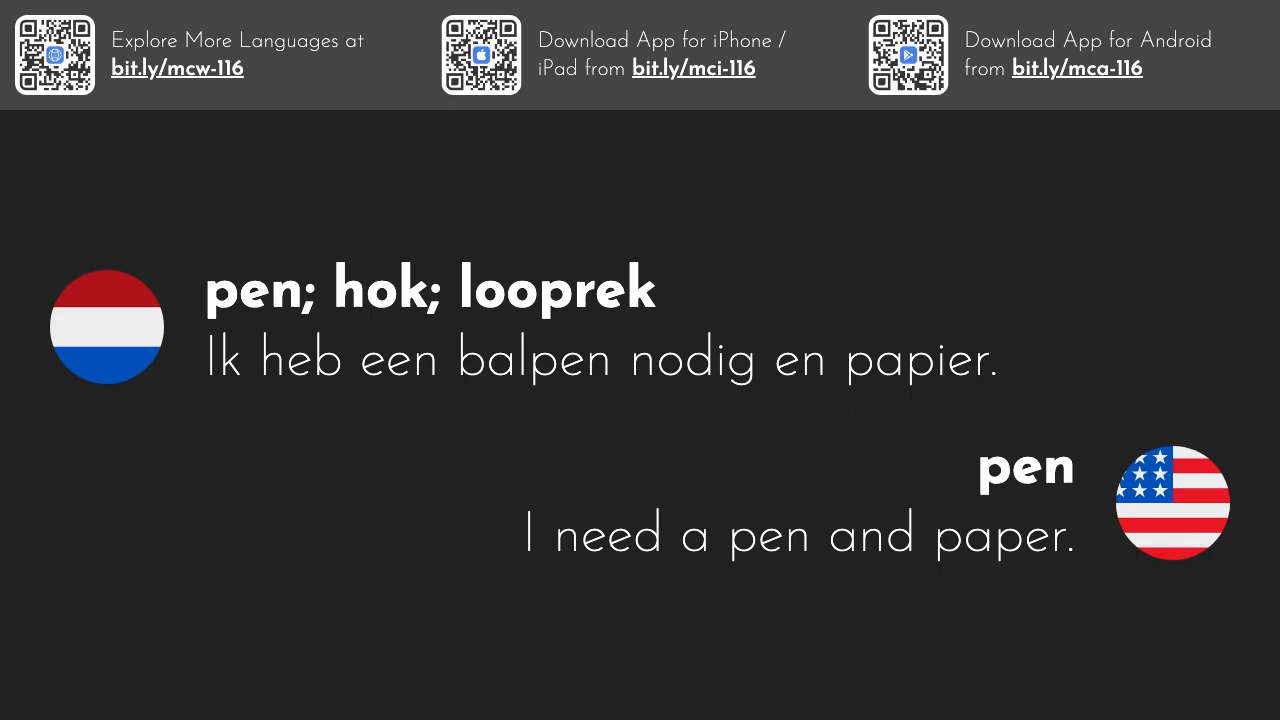 Explore More Languages at
bit.ly/mcw-116
Download App for iPhone /
iPad from bit.ly/mci-116
Download App for Android
from bit.ly/mca-116
pen; hok; looprek
Ik heb een balpen nodig en papier.
pen
I need a pen and paper.